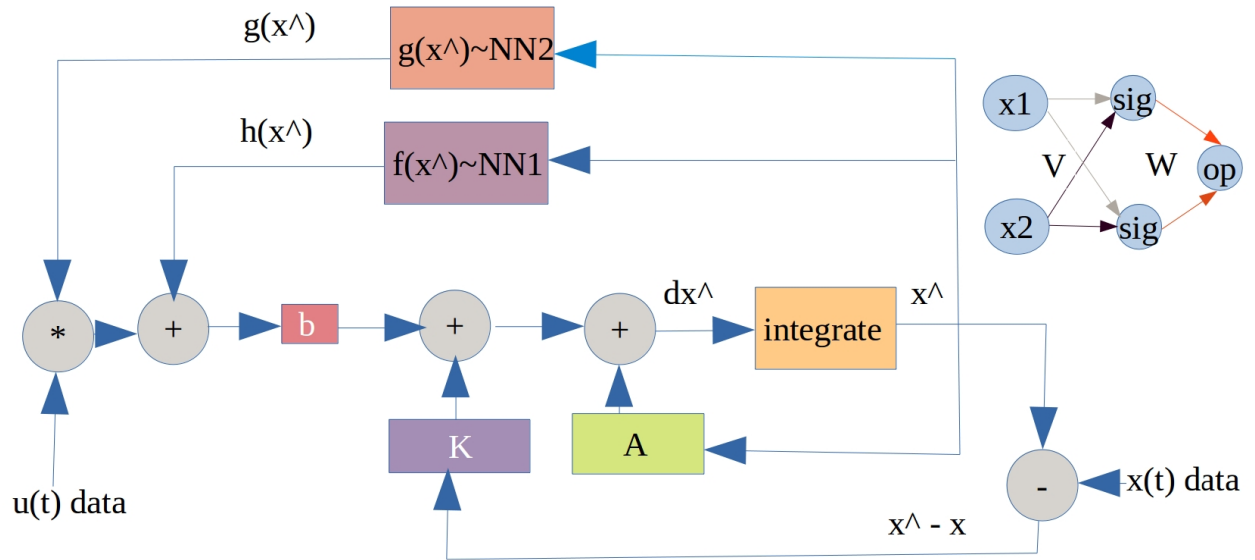 g(x^)
g(x^)~NN2
h(x^)
f(x^)~NN1
x1
sig
V
W
op
x2
sig
*
+
b
+
+
dx^
integrate
x^
K
A
u(t) data
-
x(t) data
x^ - x